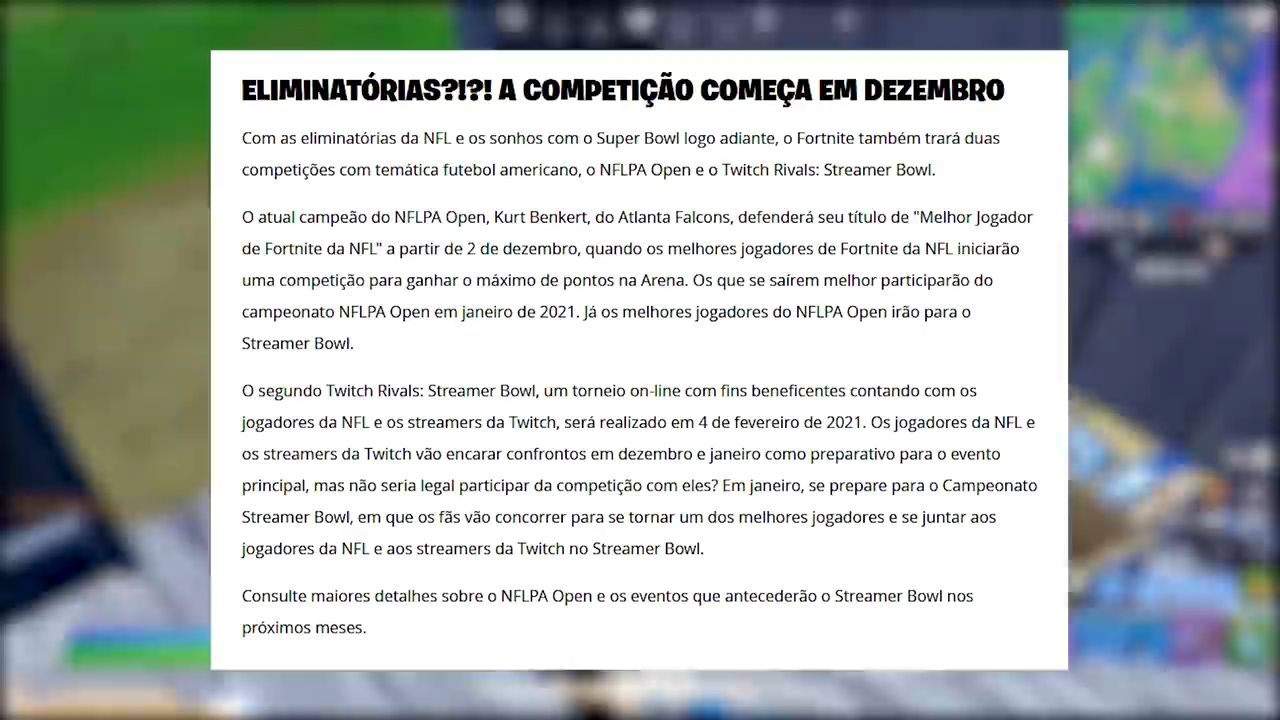 ELIMINATÓRIAS?!?! A COMPETIÇÃO COMEÇA EM DEZEMBRO
Com as eliminatórias da NFL e os sonhos com o Super Bowl logo adiante, o Fortnite também trará duas
competições com temática futebol americano, o NFLPA Open e o Twitch Rivals: Streamer Bowl.
O atual campeão do NFLPA Open, Kurt Benkert, do Atlanta Falcons, defenderá seu título de "Melhor Jogador
de Fortnite da NFL" a partir de 2 de dezembro, quando os melhores jogadores de Fortnite da NFL iniciarão
uma competição para ganhar o máximo de pontos na Arena. Os que se saírem melhor participarão do
campeonato NFLPA Open em janeiro de 2021. Já os melhores jogadores do NFLPA Open irão para o
Streamer Bowl.
O segundo Twitch Rivals: Streamer Bowl, um torneio on-line com fins beneficentes contando com os
jogadores da NFL e os streamers da Twitch, será realizado em 4 de fevereiro de 2021. Os jogadores da NFL e
os streamers da Twitch vão encarar confrontos em dezembro e janeiro como preparativo para o evento
principal, mas não seria legal participar da competição com eles? Em janeiro, se prepare para o Campeonato
Streamer Bowl, em que os fãs vão concorrer para se tornar um dos melhores jogadores e se juntar aos
jogadores da NFL e aos streamers da Twitch no Streamer Bowl.
Consulte maiores detalhes sobre o NFLPA Open e os eventos que antecederão o Streamer Bowl nos
próximos meses.